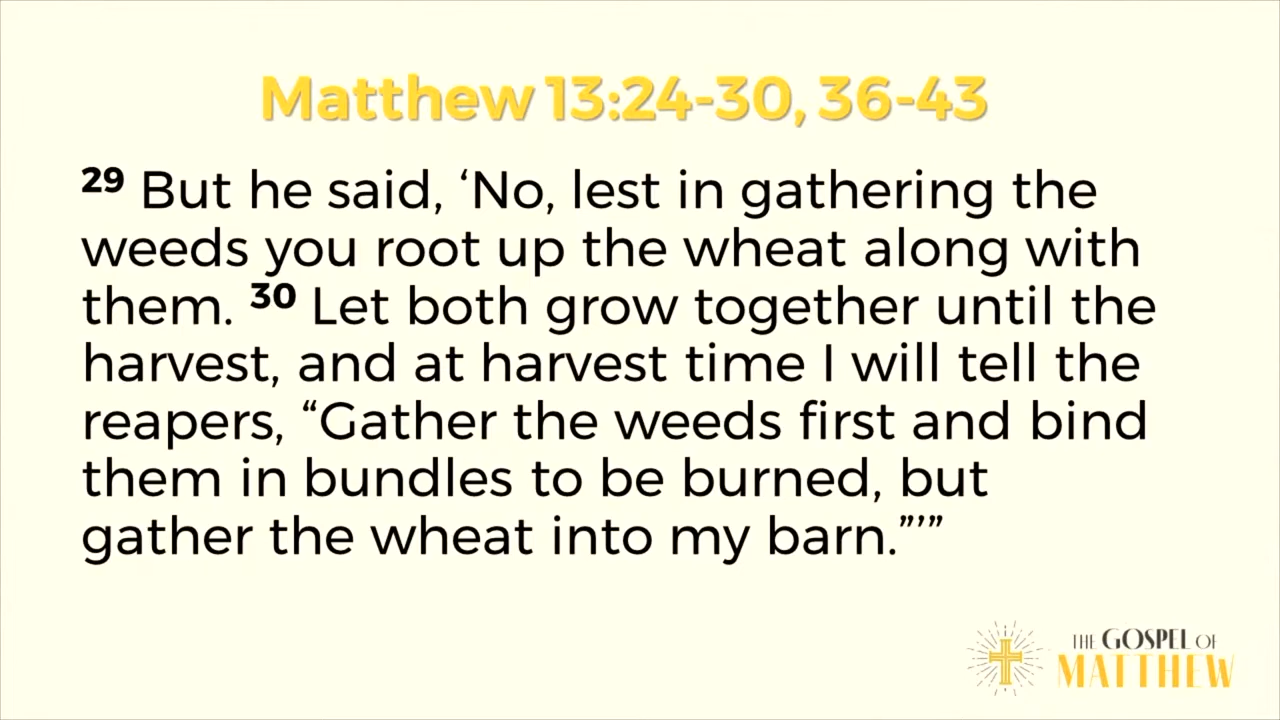 Matthew 13:24-30, 36-43
29 But he said, ‘No, lest in gathering the
weeds you root up the wheat along with
them. 30 Let both grow together until the
harvest, and at harvest time I will tell the
reapers, “Gather the weeds first and bind
them in bundles to be burned, but
gather the wheat into my barn.”’”
THE GOSPEL OF
MATTHEW